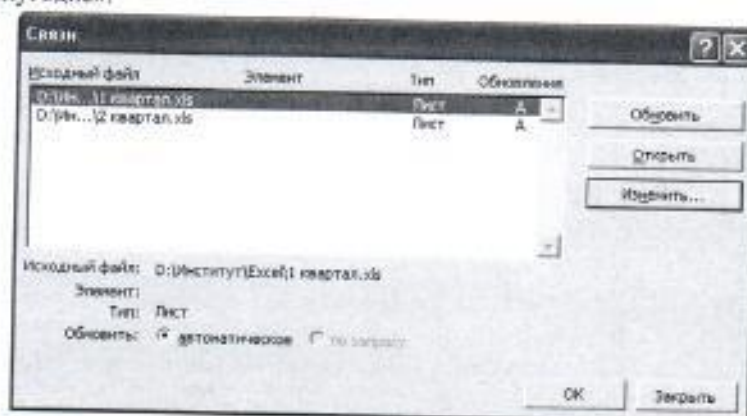 Связи
Исходный файл Элемент Тип Обновление
D:\Ин...\1 квартал.xls Лист А
D:\Ин...\2 квартал.xls Лист А
Обновить
Открыть
Изменить...
Исходный файл: D:\Институт\Excel\1 квартал.xls
Элемент:
Тип: Лист
Обновить: автоматическое по запросу
OK Закрыть